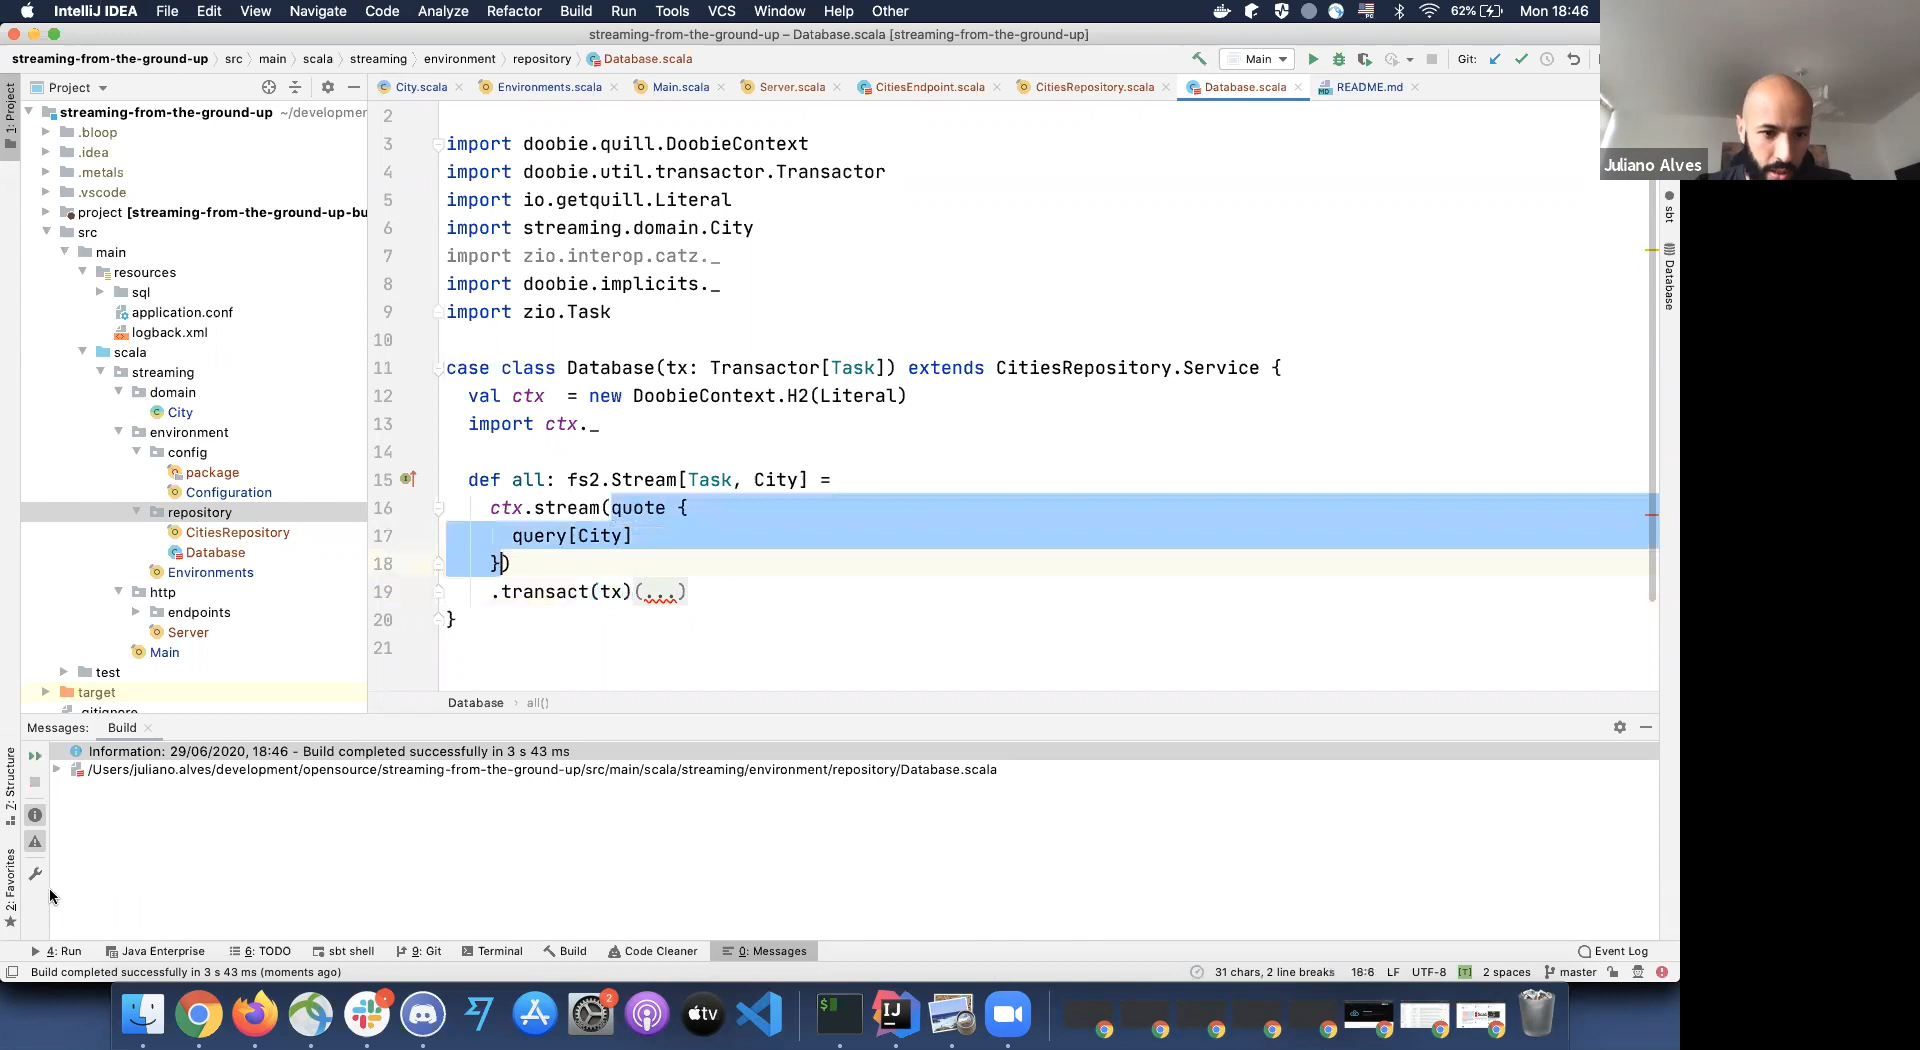 IntelliJ IDEA File Edit View Navigate Code Analyze Refactor Build Run Tools VCS Window Help Other 62% Mon 18:46
streaming-from-the-ground-up – Database.scala [streaming-from-the-ground-up]
streaming-from-the-ground-up src main scala streaming environment repository Database.scala Main Git:
Project City.scala Environments.scala Main.scala Server.scala CitiesEndpoint.scala CitiesRepository.scala Database.scala README.md
1: Project
streaming-from-the-ground-up ~/developmer
.bloop
.idea
.metals
.vscode
project [streaming-from-the-ground-up-bu
src
main
resources
sql
application.conf
logback.xml
scala
streaming
domain
City
environment
config
package
Configuration
repository
CitiesRepository
Database
Environments
http
endpoints
Server
Main
test
target
.gitignore
2
3 import doobie.quill.DoobieContext
4 import doobie.util.transactor.Transactor
5 import io.getquill.Literal
6 import streaming.domain.City
7 import zio.interop.catz._
8 import doobie.implicits._
9 import zio.Task
10
11 case class Database(tx: Transactor[Task]) extends CitiesRepository.Service {
12 val ctx = new DoobieContext.H2(Literal)
13 import ctx._
14
15 def all: fs2.Stream[Task, City] =
16 ctx.stream(quote {
17 query[City]
18 })
19 .transact(tx)(...)
20 }
21
Database all()
Juliano Alves
sbt
Database
Messages: Build
Information: 29/06/2020, 18:46 - Build completed successfully in 3 s 43 ms
/Users/juliano.alves/development/opensource/streaming-from-the-ground-up/src/main/scala/streaming/environment/repository/Database.scala
7: Structure
2: Favorites
4: Run Java Enterprise 6: TODO sbt shell 9: Git Terminal Build Code Cleaner 0: Messages Event Log
Build completed successfully in 3 s 43 ms (moments ago) 31 chars, 2 line breaks 18:6 LF UTF-8 [T] 2 spaces master
2
tv
$
IJ